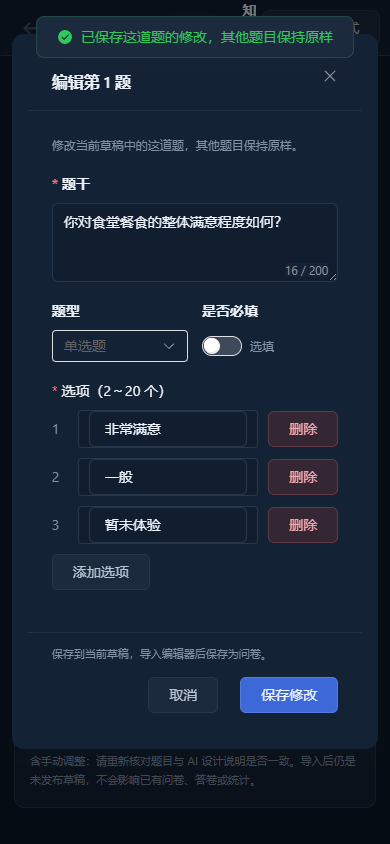 知
式
已保存这道题的修改，其他题目保持原样
编辑第 1 题
修改当前草稿中的这道题，其他题目保持原样。
* 题干
你对食堂餐食的整体满意程度如何?
16 / 200
题型 是否必填
单选题 选填
* 选项（2～20 个）
1 非常满意 删除
2 一般 删除
3 暂未体验 删除
添加选项
保存到当前草稿，导入编辑器后保存为问卷。
取消 保存修改
含手动调整：请重新核对题目与 AI 设计说明是否一致。导入后仍是
未发布草稿，不会影响已有问卷、答卷或统计。